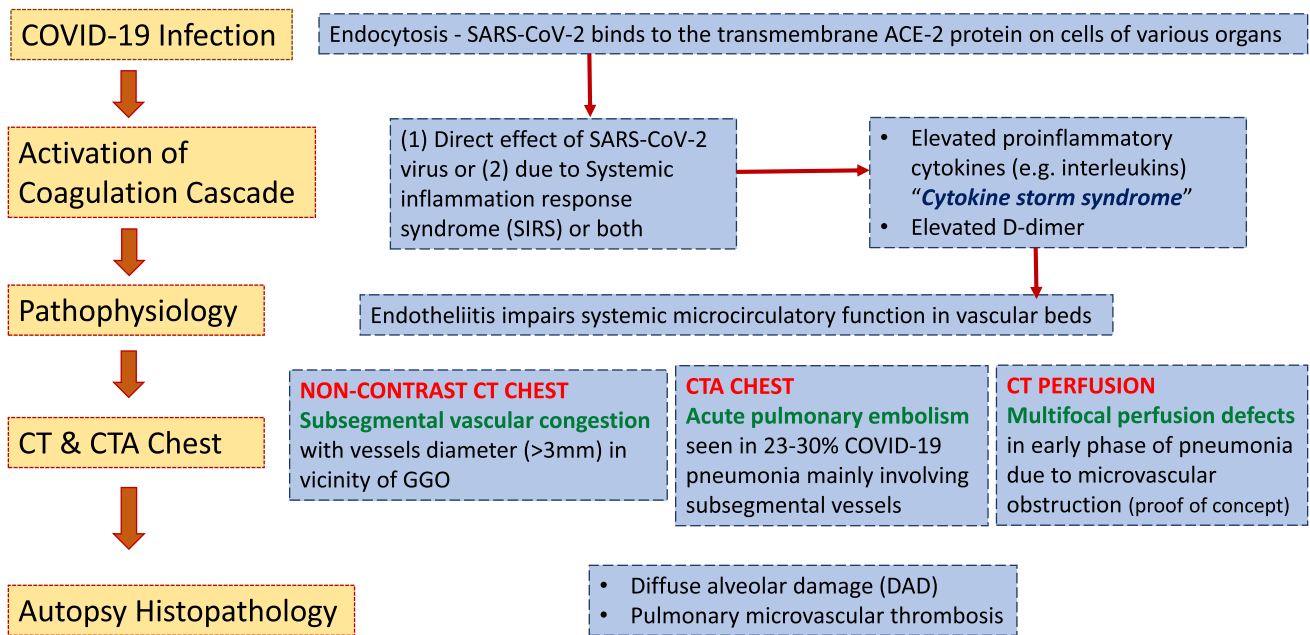 COVID-19 Infection
Endocytosis - SARS-CoV-2 binds to the transmembrane ACE-2 protein on cells of various organs
Activation of
Coagulation Cascade
(1) Direct effect of SARS-CoV-2
virus or (2) due to Systemic
inflammation response
syndrome (SIRS) or both
• Elevated proinflammatory
cytokines (e.g. interleukins)
“Cytokine storm syndrome”
• Elevated D-dimer
Pathophysiology
Endotheliitis impairs systemic microcirculatory function in vascular beds
CT & CTA Chest
NON-CONTRAST CT CHEST
Subsegmental vascular congestion
with vessels diameter (>3mm) in
vicinity of GGO
CTA CHEST
Acute pulmonary embolism
seen in 23-30% COVID-19
pneumonia mainly involving
subsegmental vessels
CT PERFUSION
Multifocal perfusion defects
in early phase of pneumonia
due to microvascular
obstruction (proof of concept)
Autopsy Histopathology
• Diffuse alveolar damage (DAD)
• Pulmonary microvascular thrombosis